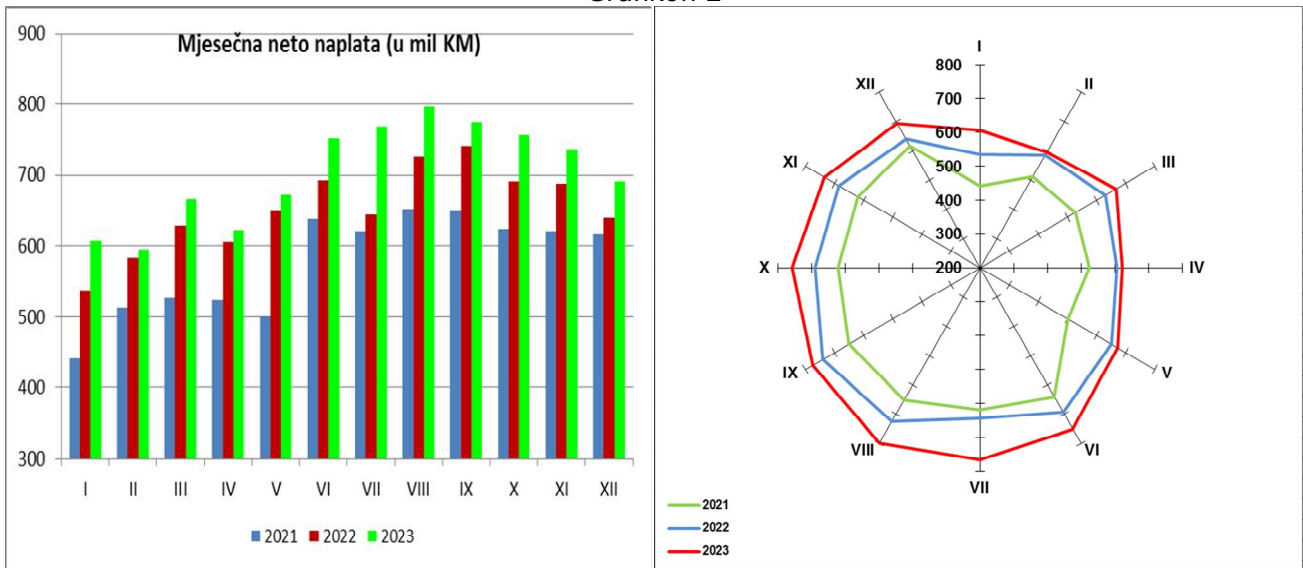 Mjesečna neto naplata (u mil KM)
900
800
700
600
500
400
300
I II III IV V VI VII VIII IX X XI XII
2021 2022 2023
I
II
III
IV
V
VI
VII
VIII
IX
X
XI
XII
800
700
600
500
400
300
200
2021
2022
2023